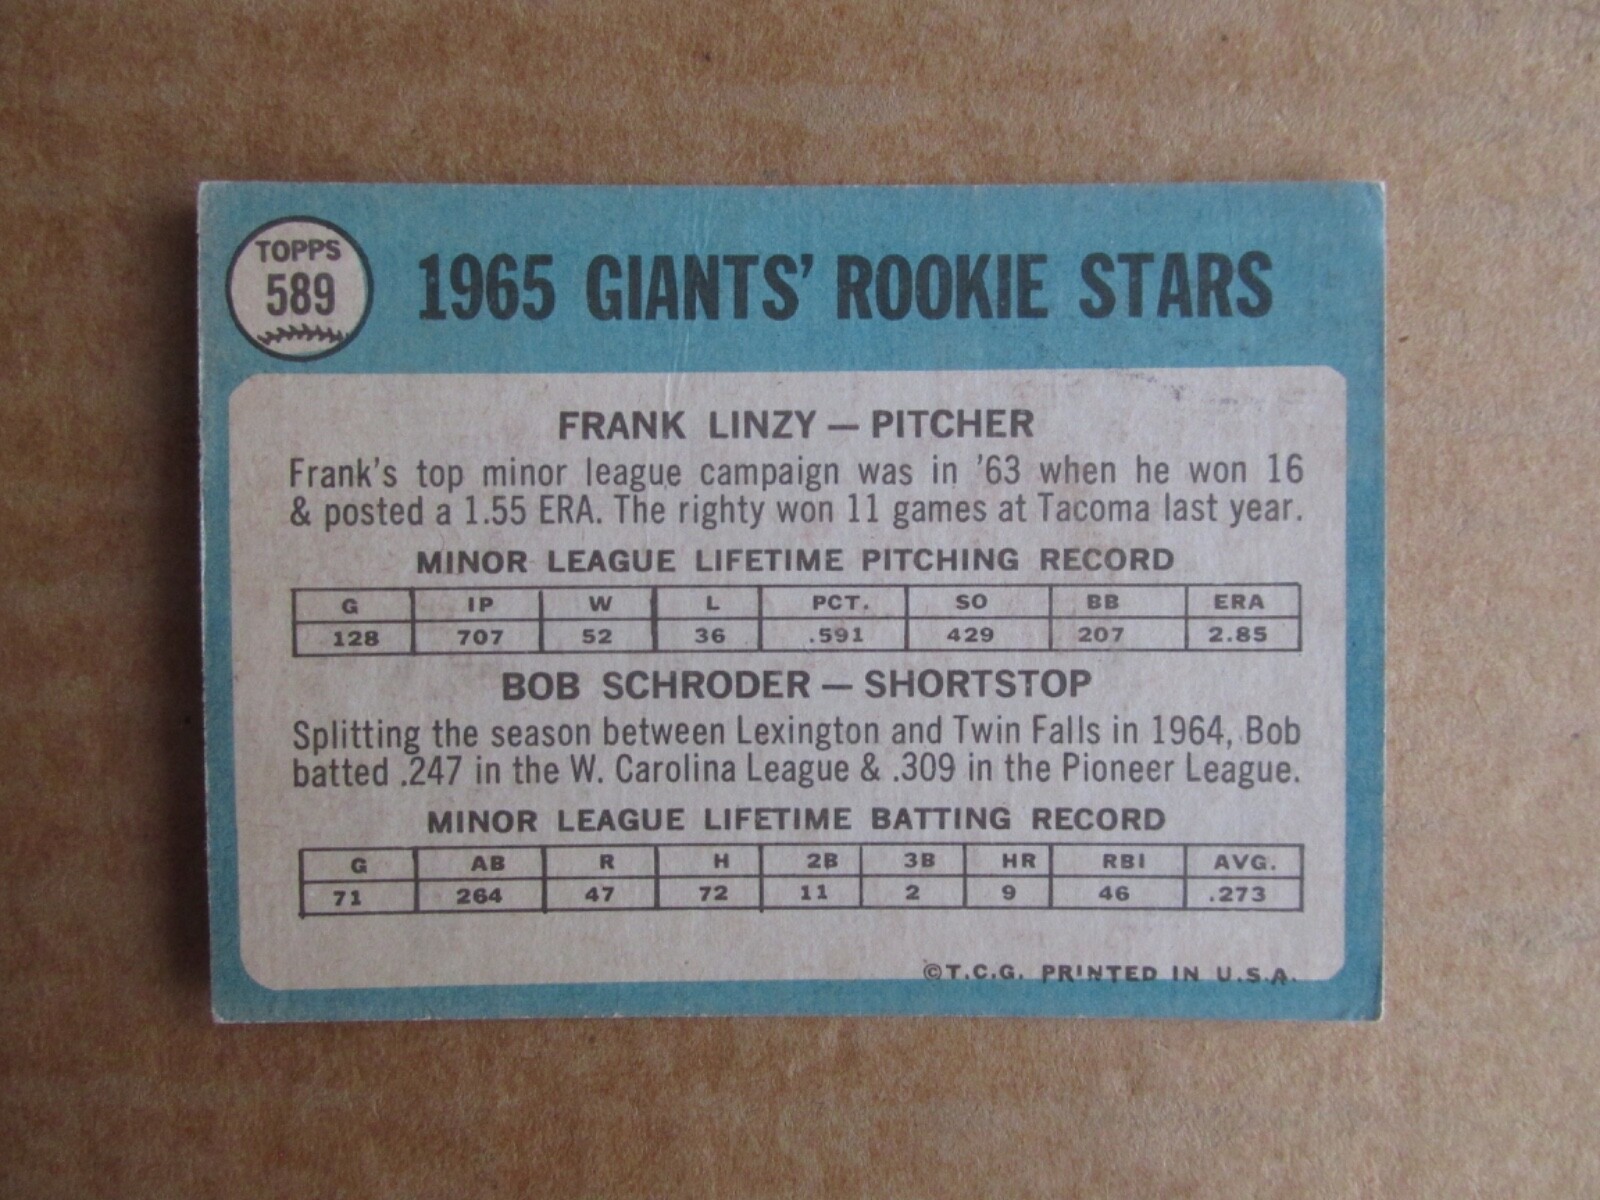 TOPPS
589
1965 GIANTS' ROOKIE STARS
FRANK LINZY — PITCHER
Frank's top minor league campaign was in '63 when he won 16
& posted a 1.55 ERA. The righty won 11 games at Tacoma last year.
MINOR LEAGUE LIFETIME PITCHING RECORD
G IP W L PCT. SO BB ERA
128 707 52 36 .591 429 207 2.85
BOB SCHRODER — SHORTSTOP
Splitting the season between Lexington and Twin Falls in 1964, Bob
batted .247 in the W. Carolina League & .309 in the Pioneer League.
MINOR LEAGUE LIFETIME BATTING RECORD
G AB R H 2B 3B HR RBI AVG.
71 264 47 72 11 2 9 46 .273
©T.C.G. PRINTED IN U.S.A.